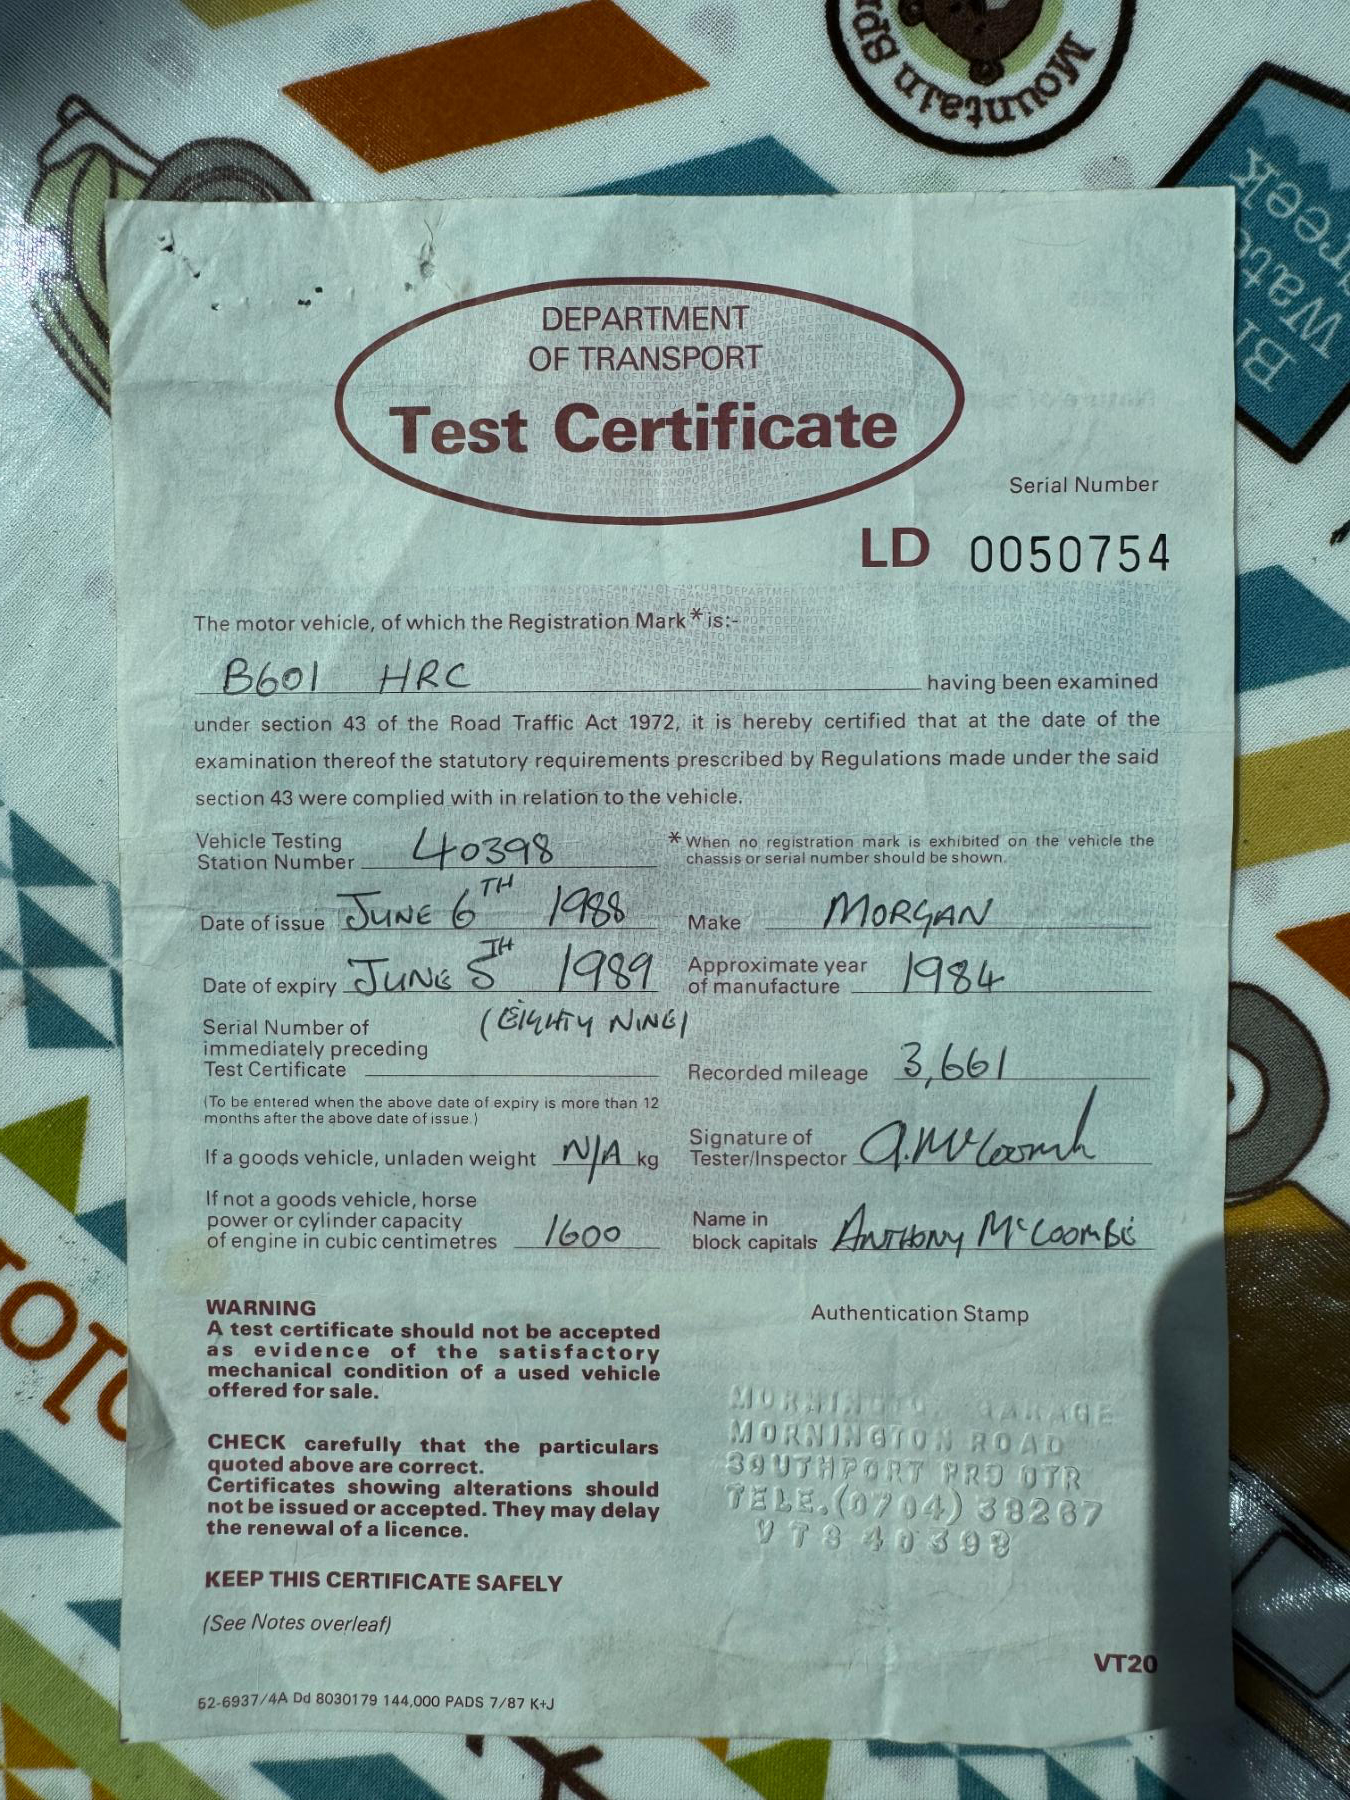 Mountain Spr
Bl
Wate
reek
DEPARTMENT
OF TRANSPORT
Test Certificate
Serial Number
LD 0050754
The motor vehicle, of which the Registration Mark * is:-
B601 HRC having been examined
under section 43 of the Road Traffic Act 1972, it is hereby certified that at the date of the
examination thereof the statutory requirements prescribed by Regulations made under the said
section 43 were complied with in relation to the vehicle.
Vehicle Testing
Station Number 40398
* When no registration mark is exhibited on the vehicle the
chassis or serial number should be shown.
Date of issue JUNE 6TH 1988
Make MORGAN
Date of expiry JUNE 5TH 1989
(EIGHTY NINE)
Approximate year
of manufacture 1984
Serial Number of
immediately preceding
Test Certificate
Recorded mileage 3,661
(To be entered when the above date of expiry is more than 12
months after the above date of issue.)
If a goods vehicle, unladen weight N/A kg
Signature of
Tester/Inspector
If not a goods vehicle, horse
power or cylinder capacity
of engine in cubic centimetres 1600
Name in
block capitals ANTHONY
WARNING
A test certificate should not be accepted
as evidence of the satisfactory
mechanical condition of a used vehicle
offered for sale.
CHECK carefully that the particulars
quoted above are correct.
Certificates showing alterations should
not be issued or accepted. They may delay
the renewal of a licence.
KEEP THIS CERTIFICATE SAFELY
(See Notes overleaf)
Authentication Stamp
MORNINGTON GARAGE
MORNINGTON ROAD
SOUTHPORT PR9 0TR
TELE.(0704) 38267
VTS 40398
VT20
62-6937/4A Dd 8030179 144,000 PADS 7/87 K+J